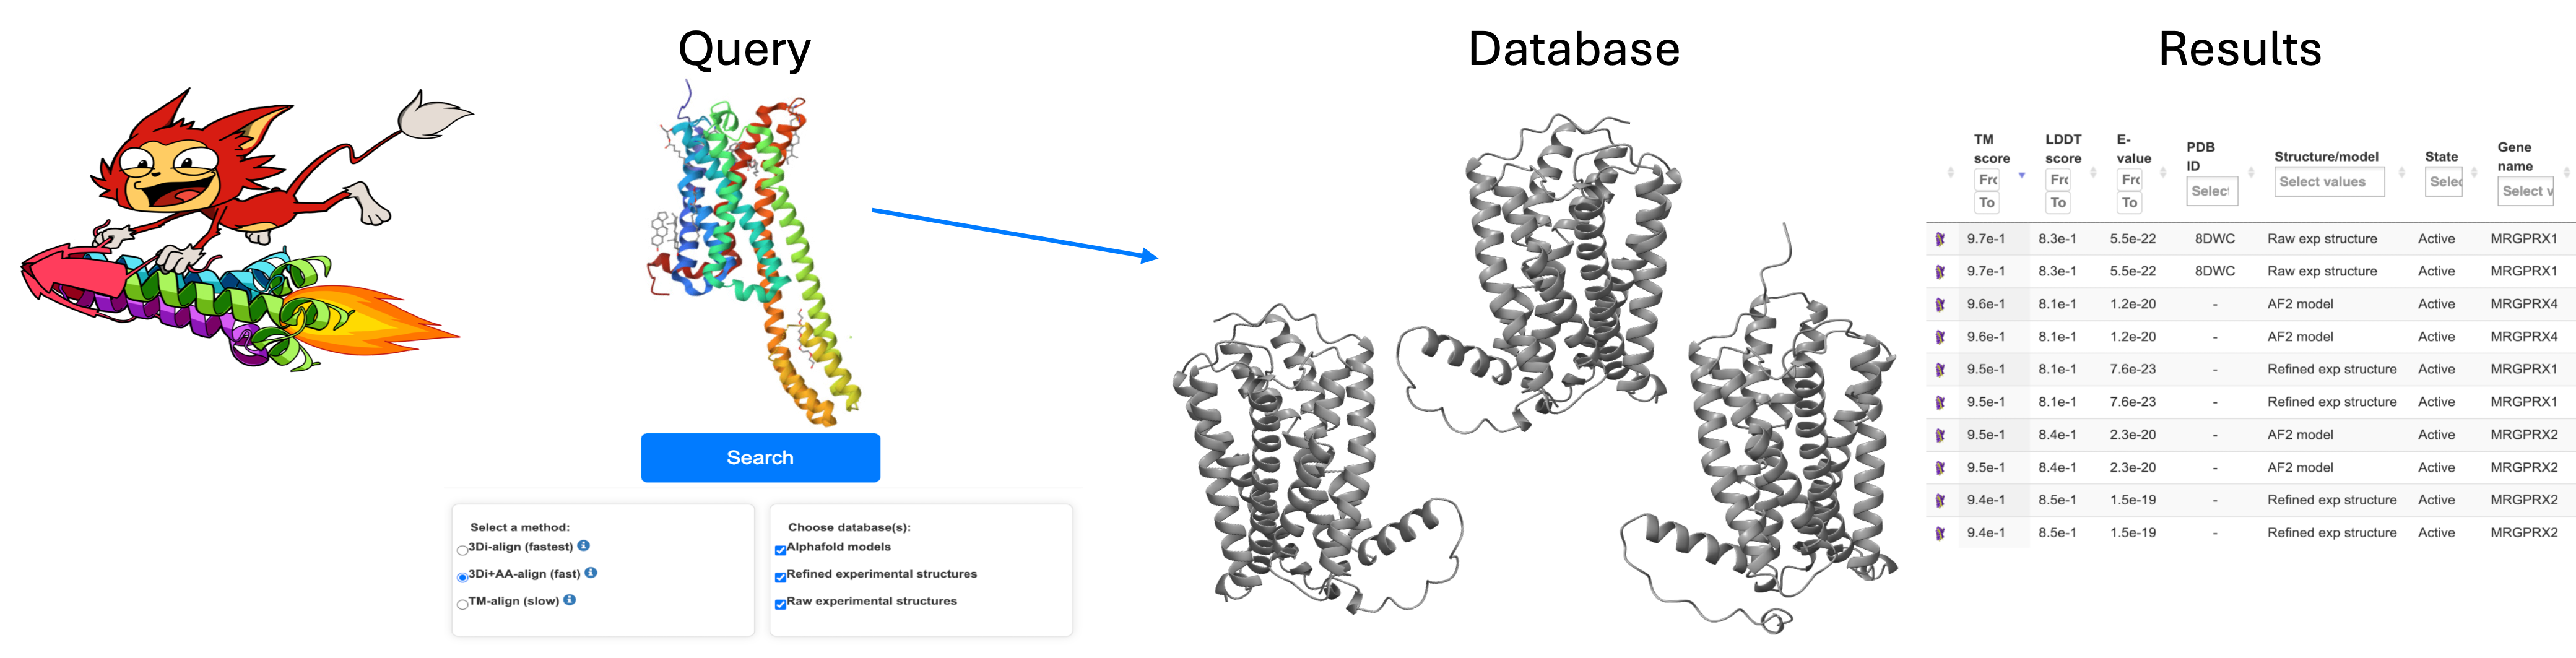 Query
Database
Results
Search
Select a method:
3Di-align (fastest)
3Di+AA-align (fast)
TM-align (slow)
Choose database(s):
Alphafold models
Refined experimental structures
Raw experimental structures
TM score LDDT score E-value PDB ID Structure/model State Gene name
Frc Frc Frc Select Select values Selec Select v
To To To
9.7e-1 8.3e-1 5.5e-22 8DWC Raw exp structure Active MRGPRX1
9.7e-1 8.3e-1 5.5e-22 8DWC Raw exp structure Active MRGPRX1
9.6e-1 8.1e-1 1.2e-20 - AF2 model Active MRGPRX4
9.6e-1 8.1e-1 1.2e-20 - AF2 model Active MRGPRX4
9.5e-1 8.1e-1 7.6e-23 - Refined exp structure Active MRGPRX1
9.5e-1 8.1e-1 7.6e-23 - Refined exp structure Active MRGPRX1
9.5e-1 8.4e-1 2.3e-20 - AF2 model Active MRGPRX2
9.5e-1 8.4e-1 2.3e-20 - AF2 model Active MRGPRX2
9.4e-1 8.5e-1 1.5e-19 - Refined exp structure Active MRGPRX2
9.4e-1 8.5e-1 1.5e-19 - Refined exp structure Active MRGPRX2